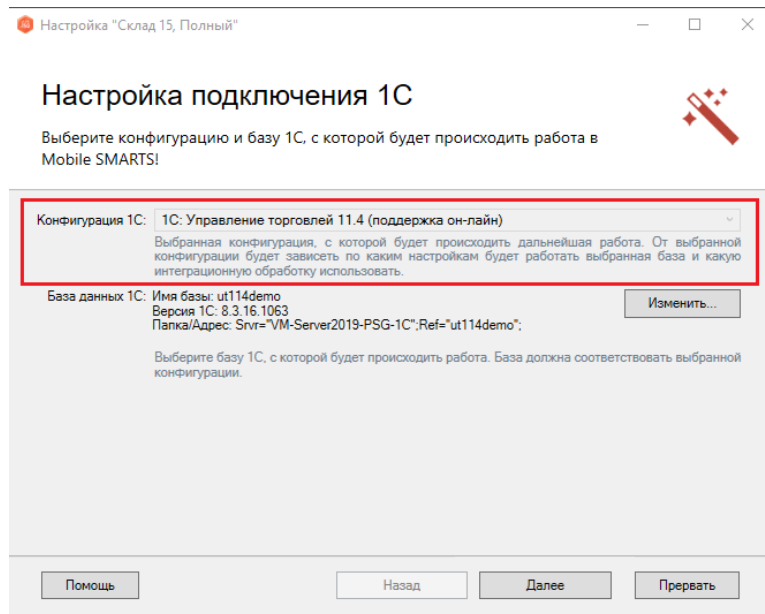 Настройка "Склад 15, Полный"
Настройка подключения 1С
Выберите конфигурацию и базу 1С, с которой будет происходить работа в
Mobile SMARTS!
Конфигурация 1С: 1С: Управление торговлей 11.4 (поддержка он-лайн)
Выбранная конфигурация, с которой будет происходить дальнейшая работа. От выбранной
конфигурации будет зависеть по каким настройкам будет работать выбранная база и какую
интеграционную обработку использовать.
База данных 1С: Имя базы: ut114demo
Изменить...
Версия 1С: 8.3.16.1063
Папка/Адрес: Srvr="VM-Server2019-PSG-1C";Ref="ut114demo";
Выберите базу 1С, с которой будет происходить работа. База должна соответствовать выбранной
конфигурации.
Помощь Назад Далее Прервать